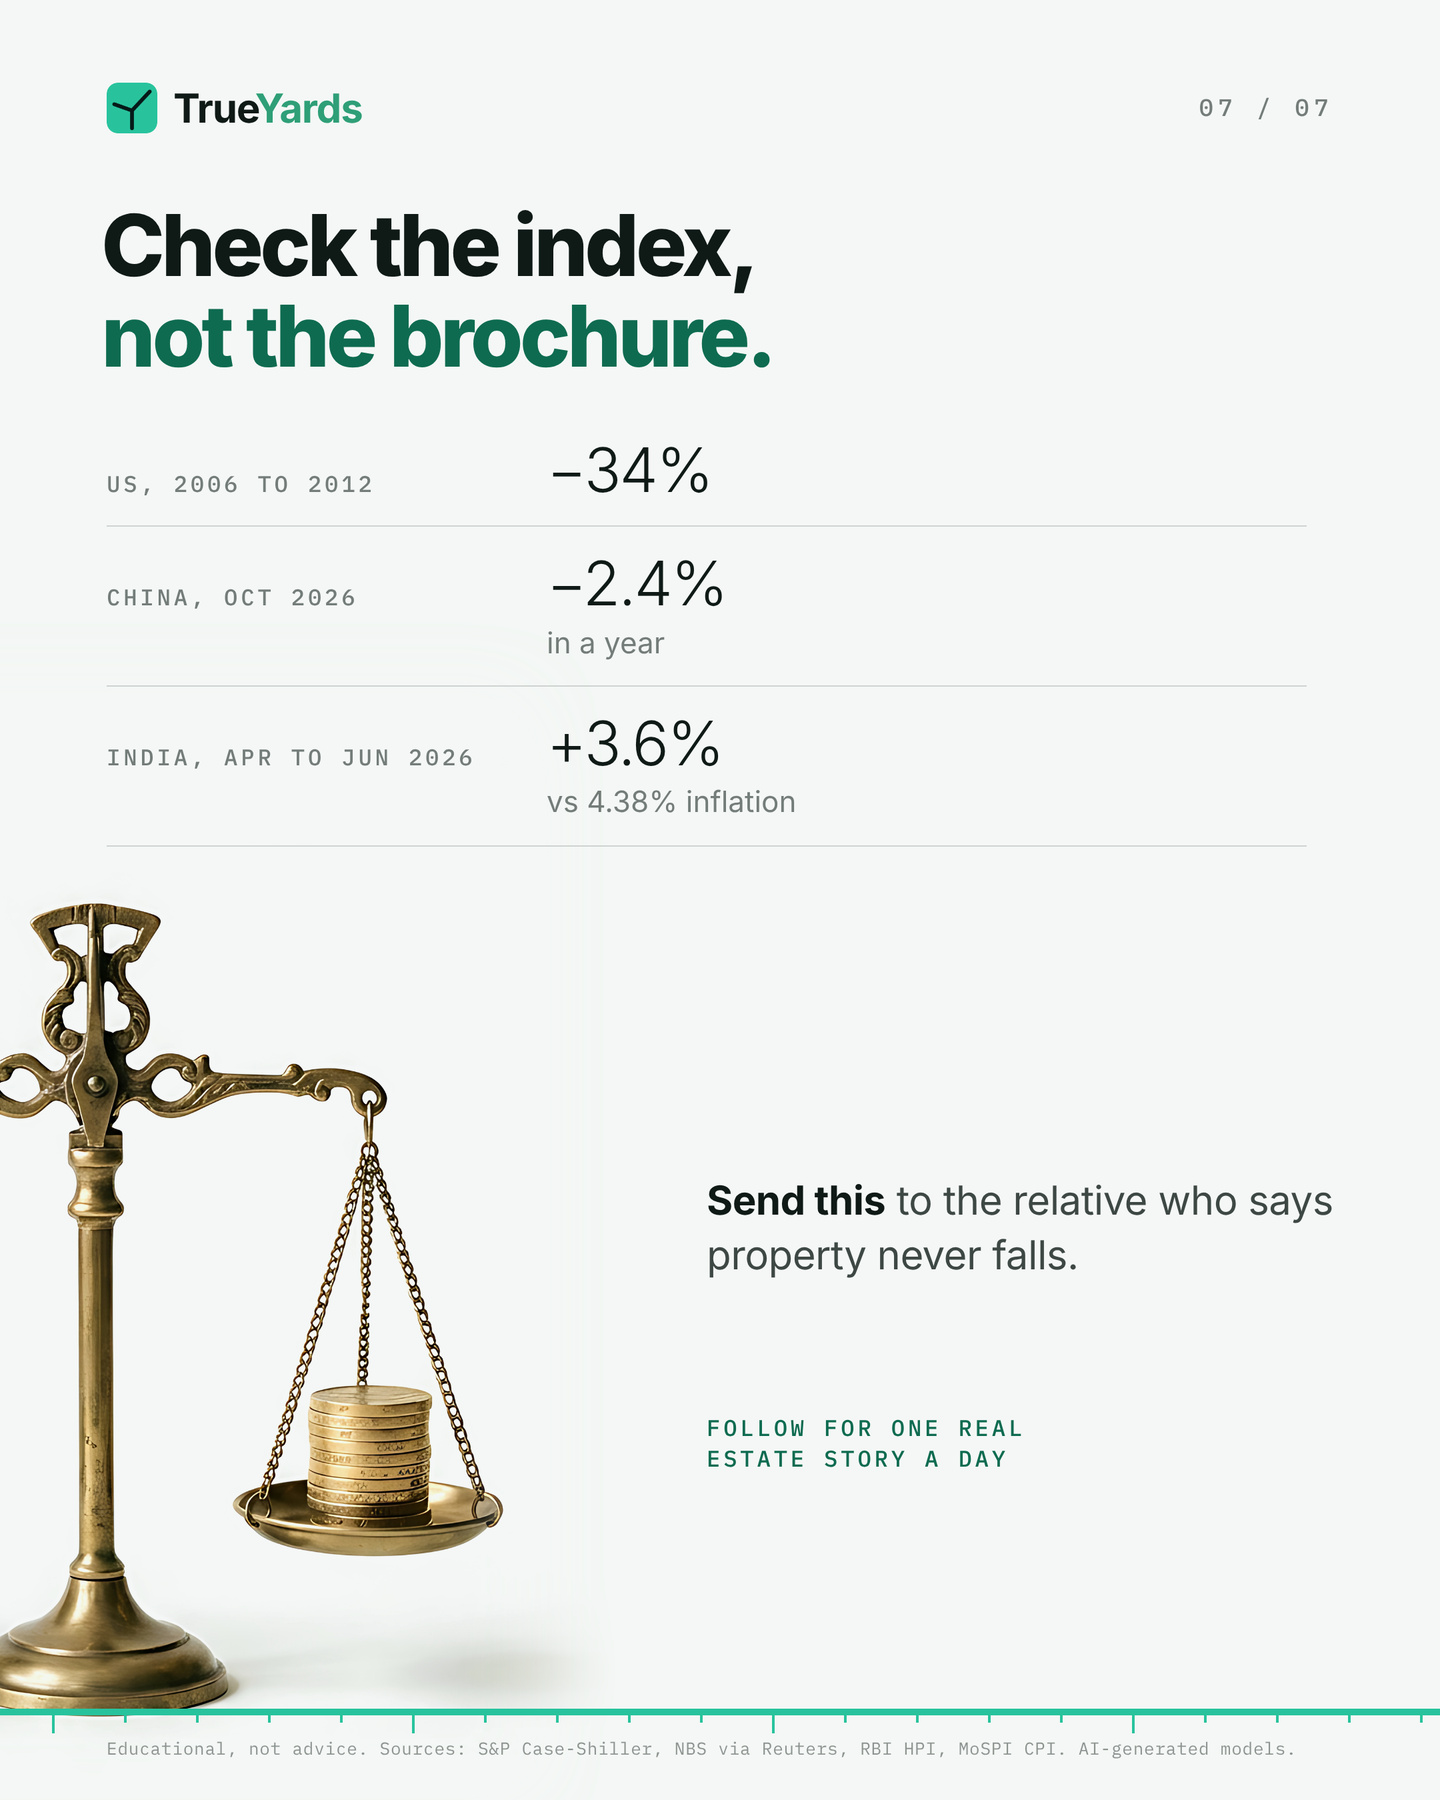 TrueYards
07 / 07
Check the index,
not the brochure.
US, 2006 TO 2012
−34%
CHINA, OCT 2026
−2.4%
in a year
INDIA, APR TO JUN 2026
+3.6%
vs 4.38% inflation
Send this to the relative who says
property never falls.
FOLLOW FOR ONE REAL
ESTATE STORY A DAY
Educational, not advice. Sources: S&P Case-Shiller, NBS via Reuters, RBI HPI, MoSPI CPI. AI-generated models.